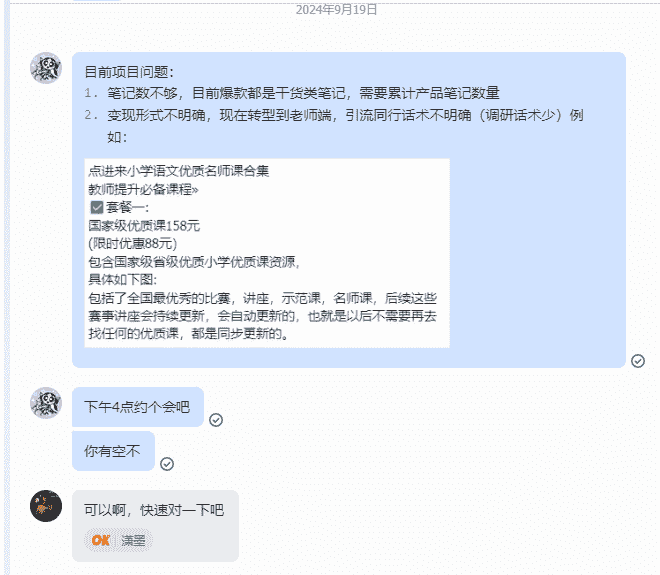 2024年9月19日
目前项目问题：
1. 笔记数不够，目前爆款都是干货类笔记，需要累计产品笔记数量
2. 变现形式不明确，现在转型到老师端，引流同行话术不明确（调研话术少）例
如：
点进来小学语文优质名师课合集
教师提升必备课程»
☑套餐一：
国家级优质课158元
(限时优惠88元)
包含国家级省级优质小学优质课资源，
具体如下图:
包括了全国最优秀的比赛，讲座，示范课，名师课，后续这些
赛事讲座会持续更新，会自动更新的，也就是以后不需要再去
找任何的优质课，都是同步更新的。
下午4点约个会吧
你有空不
可以啊，快速对一下吧
OK 潇墨